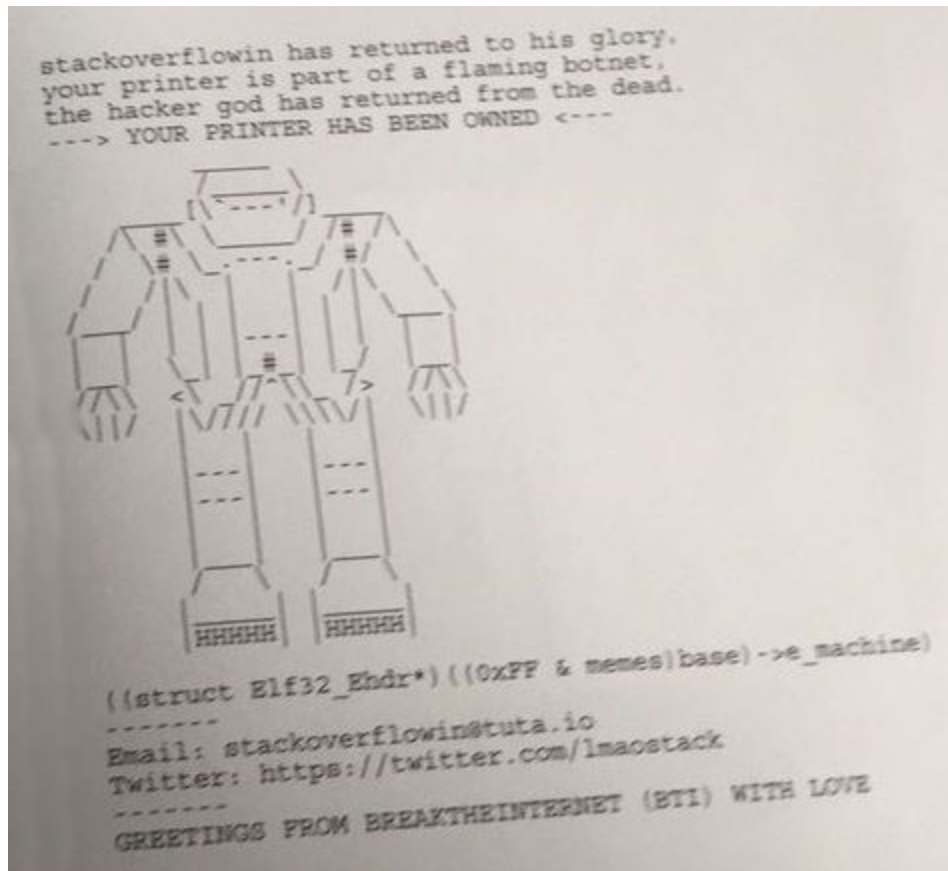 stackoverflowin has returned to his glory.
your printer is part of a flaming botnet,
the hacker god has returned from the dead.
---> YOUR PRINTER HAS BEEN OWNED <---
HHHHH HHHHH
((struct Elf32_Ehdr*)((0xFF & memes)base)->e_machine)
-------
Email: stackoverflowin@tuta.io
Twitter: https://twitter.com/lmaostack
-------
GREETINGS FROM BREAKTHEINTERNET (BTI) WITH LOVE